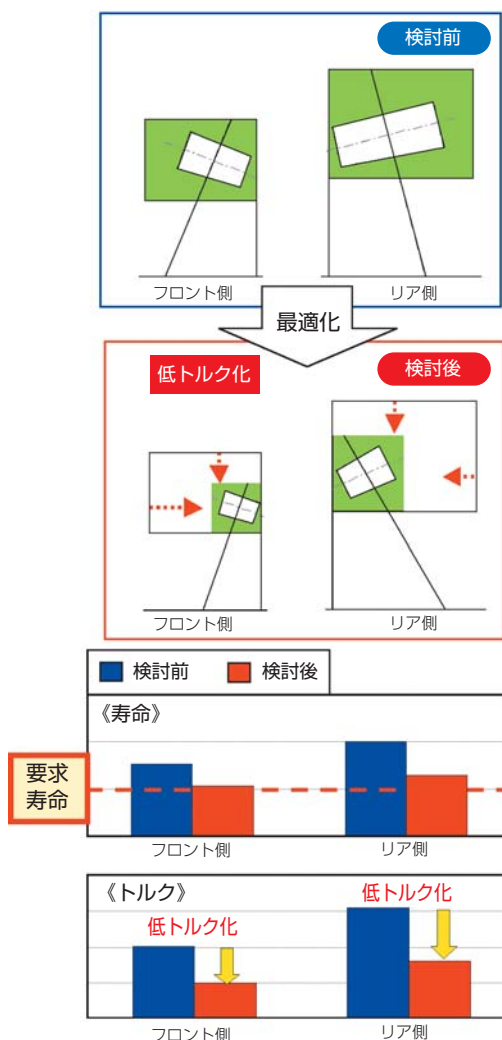 検討前
フロント側
リア側
最適化
低トルク化
検討後
フロント側
リア側
検討前
検討後
《寿命》
要求
寿命
フロント側
リア側
《トルク》
低トルク化
低トルク化
フロント側
リア側